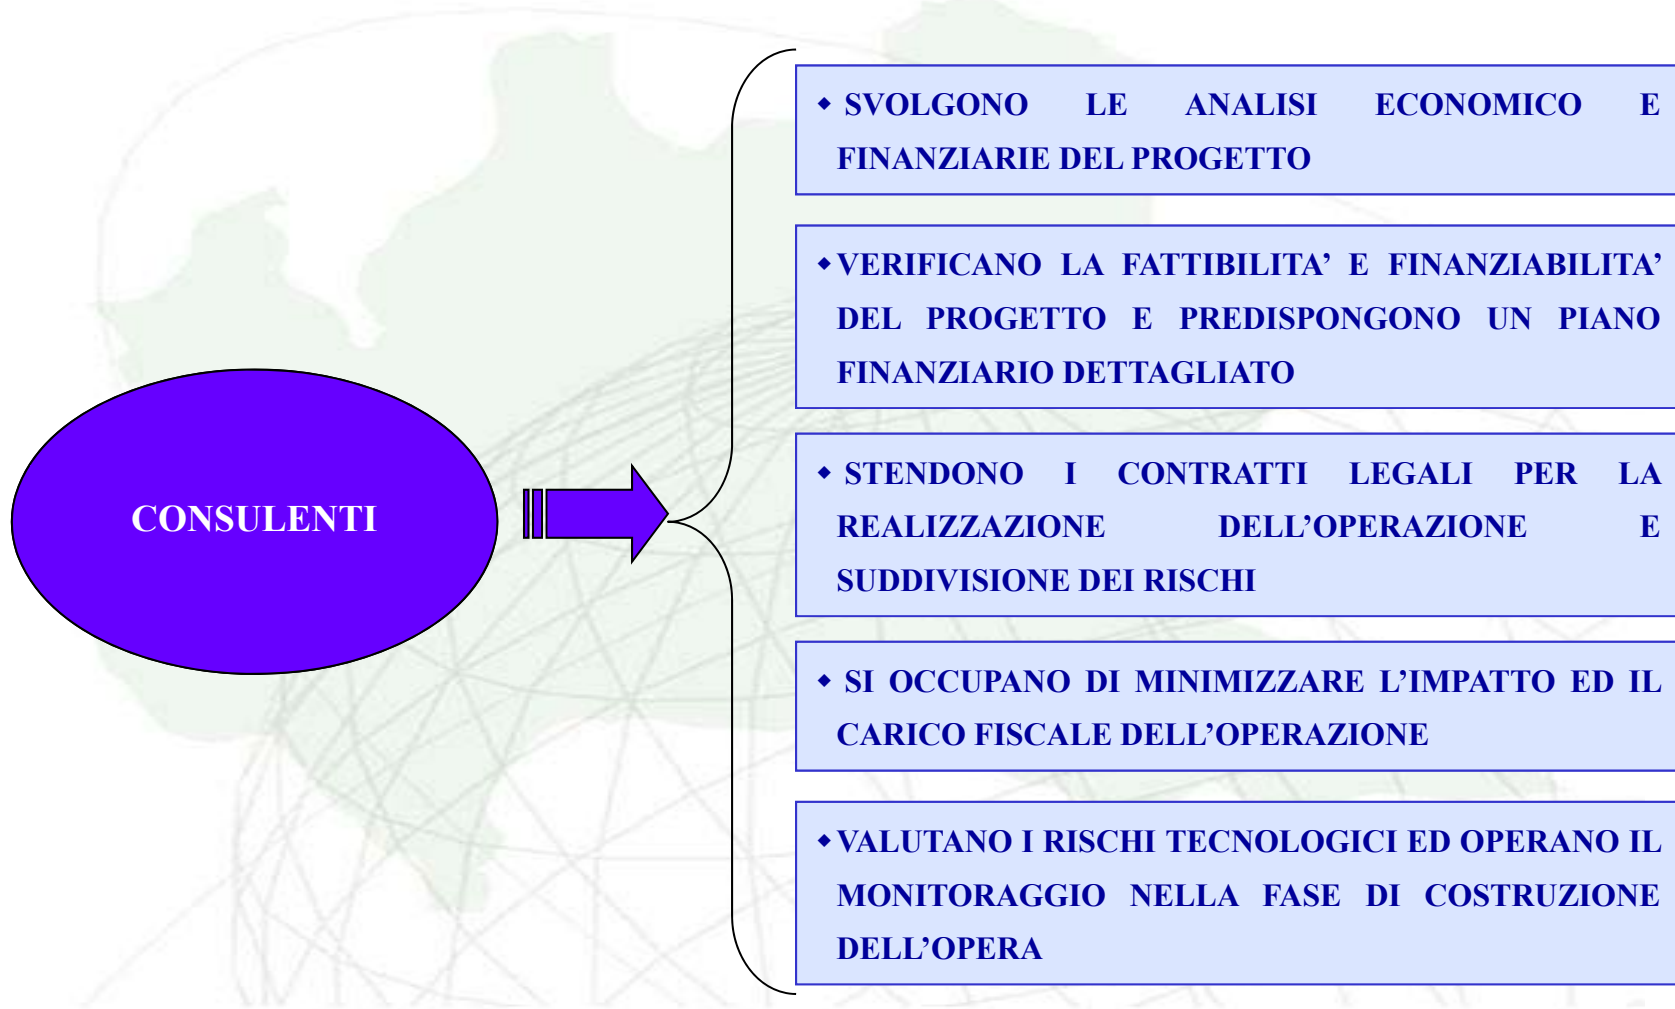 CONSULENTI
◆ SVOLGONO LE ANALISI ECONOMICO E
FINANZIARIE DEL PROGETTO
◆ VERIFICANO LA FATTIBILITA’ E FINANZIABILITA’
DEL PROGETTO E PREDISPONGONO UN PIANO
FINANZIARIO DETTAGLIATO
◆ STENDONO I CONTRATTI LEGALI PER LA
REALIZZAZIONE DELL’OPERAZIONE E
SUDDIVISIONE DEI RISCHI
◆ SI OCCUPANO DI MINIMIZZARE L’IMPATTO ED IL
CARICO FISCALE DELL’OPERAZIONE
◆ VALUTANO I RISCHI TECNOLOGICI ED OPERANO IL
MONITORAGGIO NELLA FASE DI COSTRUZIONE
DELL’OPERA